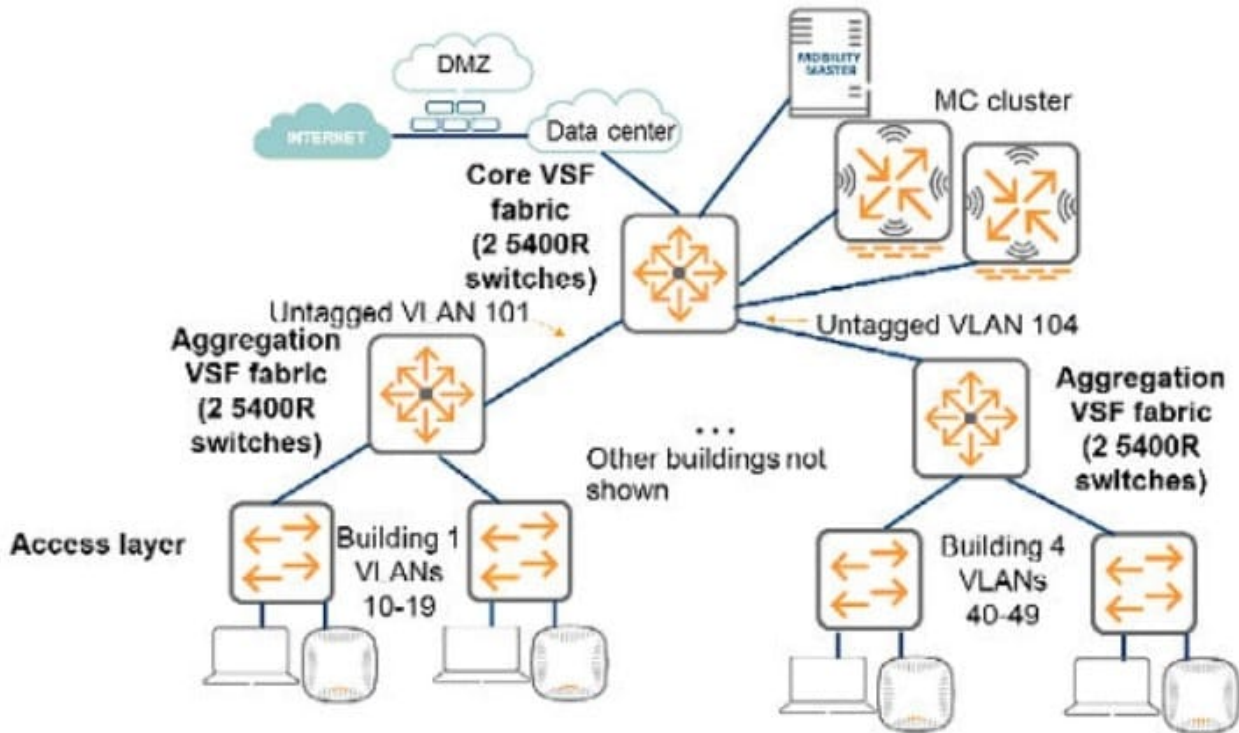 DMZ
INTERNET
Data center
MOBILITY
MASTER
MC cluster
Core VSF
fabric
(2 5400R
switches)
Untagged VLAN 101
Untagged VLAN 104
Aggregation
VSF fabric
(2 5400R
switches)
Aggregation
VSF fabric
(2 5400R
switches)
...
Other buildings not
shown
Access layer
Building 1
VLANs
10-19
Building 4
VLANs
40-49